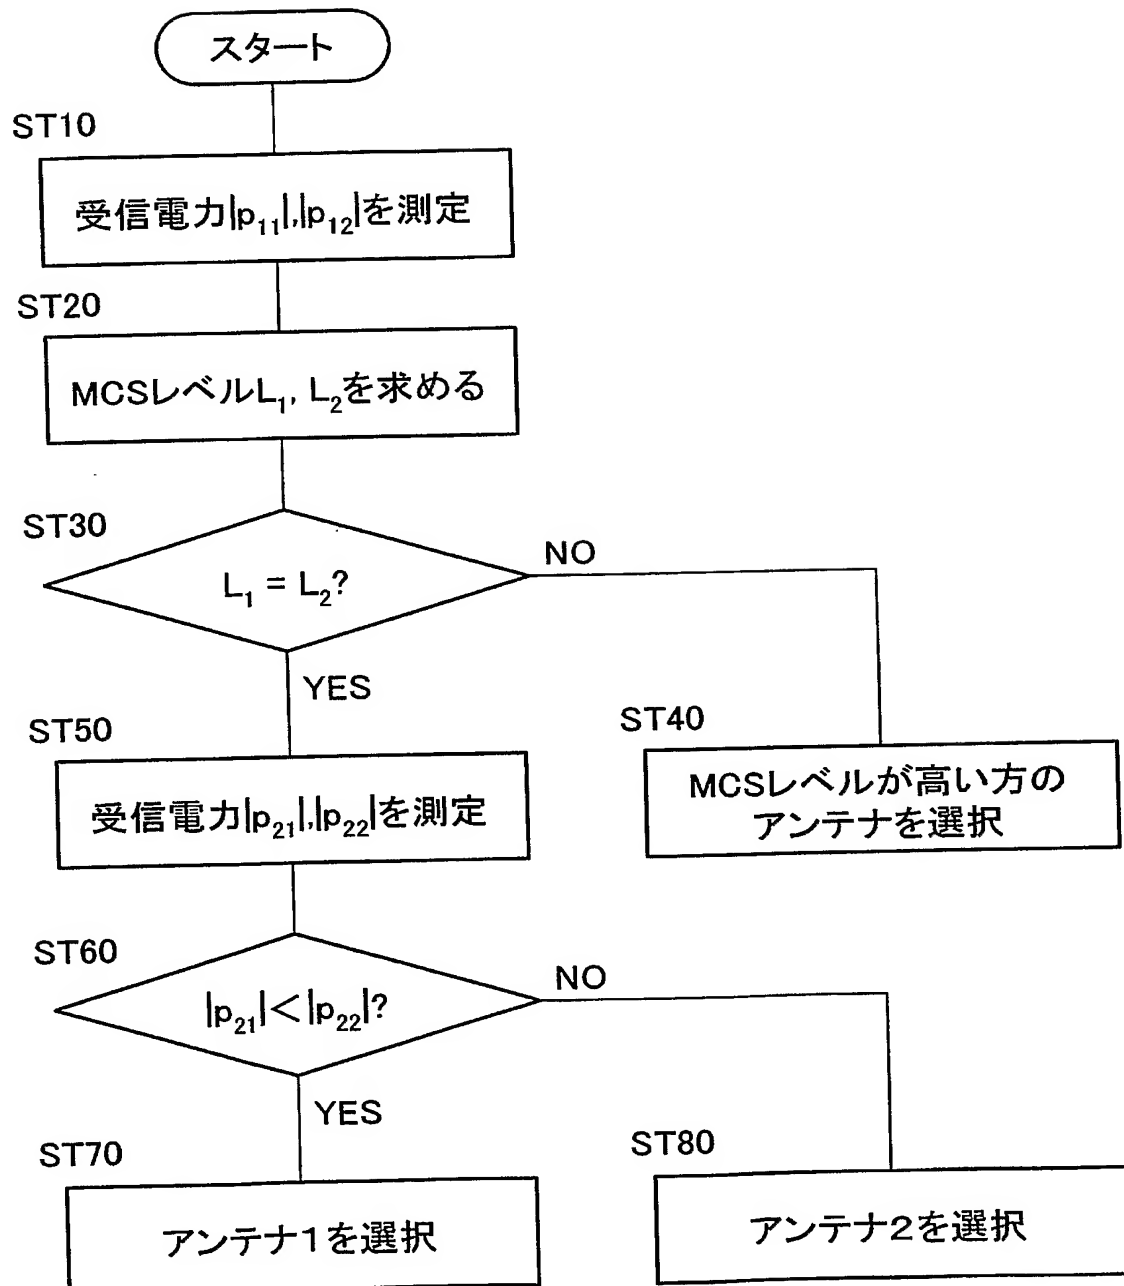 スタート
ST10
受信電力|p₁₁|,|p₁₂|を測定
ST20
MCSレベルL₁, L₂を求める
ST30
L₁ = L₂?
NO
YES
ST40
MCSレベルが高い方の
アンテナを選択
ST50
受信電力|p₂₁|,|p₂₂|を測定
ST60
|p₂₁|<|p₂₂|?
NO
YES
ST70
アンテナ1を選択
ST80
アンテナ2を選択